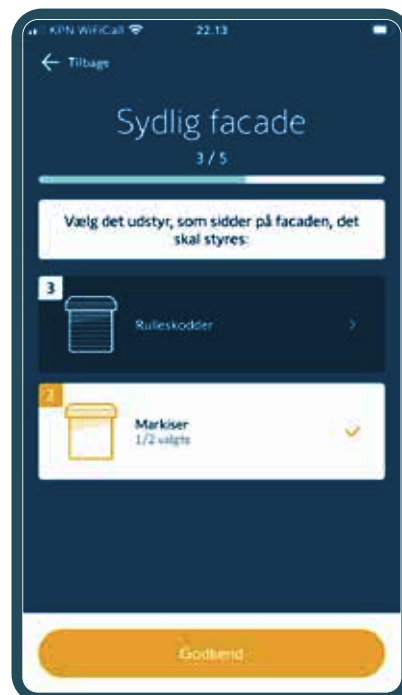 KPN WiFiCall 22.13
← Tilbage
Sydlig facade
3 / 5
Vælg det udstyr, som sidder på facaden, det
skal styres:
3
Rulleskodder
2
Markiser
1/2 valgte
Godkend